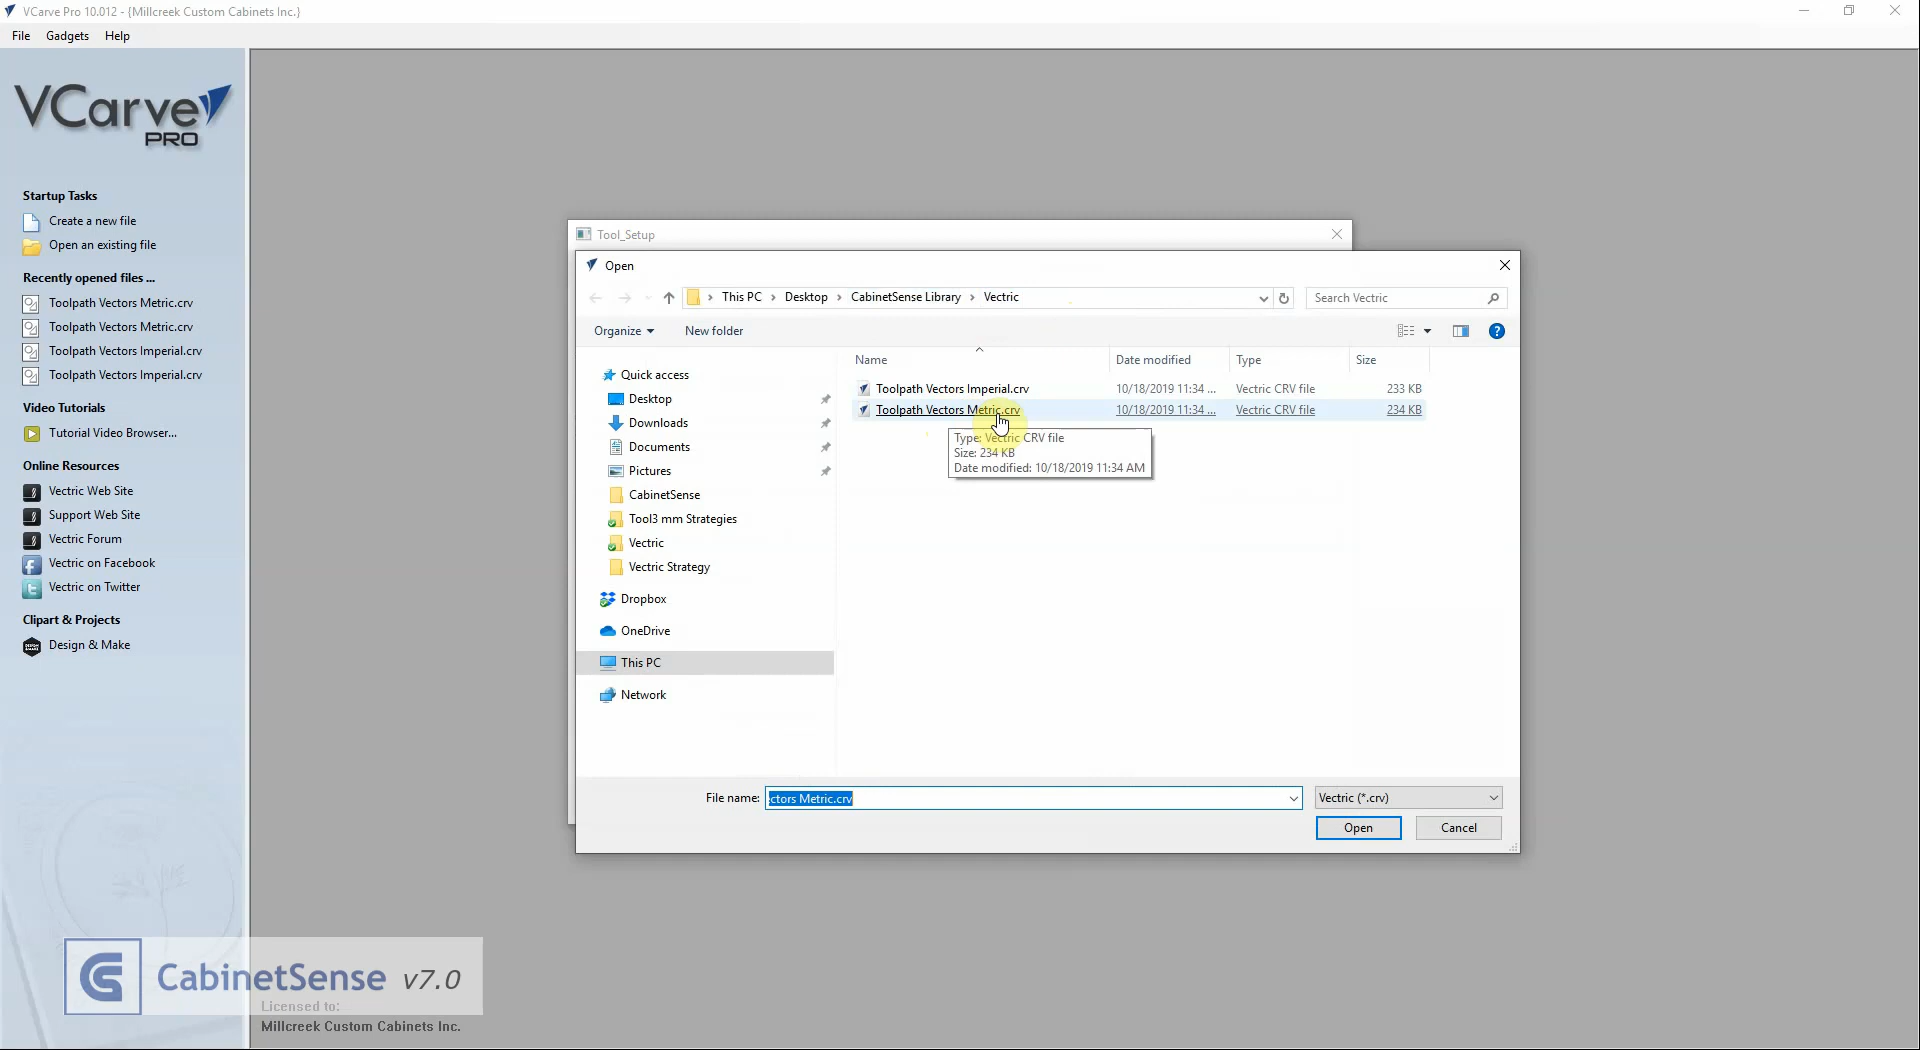 VCarve Pro 10.012 - {Millcreek Custom Cabinets Inc.}
File Gadgets Help
VCarve
PRO
Startup Tasks
Create a new file
Open an existing file
Recently opened files ...
Toolpath Vectors Metric.crv
Toolpath Vectors Metric.crv
Toolpath Vectors Imperial.crv
Toolpath Vectors Imperial.crv
Video Tutorials
Tutorial Video Browser...
Online Resources
Vectric Web Site
Support Web Site
Vectric Forum
Vectric on Facebook
Vectric on Twitter
Clipart & Projects
Design & Make
Tool_Setup
Open
This PC > Desktop > CabinetSense Library > Vectric
Search Vectric
Organize New folder
Name Date modified Type Size
Toolpath Vectors Imperial.crv 10/18/2019 11:34 ... Vectric CRV file 233 KB
Toolpath Vectors Metric.crv 10/18/2019 11:34 ... Vectric CRV file 234 KB
Type: Vectric CRV file
Size: 234 KB
Date modified: 10/18/2019 11:34 AM
Quick access
Desktop
Downloads
Documents
Pictures
CabinetSense
Tool3 mm Strategies
Vectric
Vectric Strategy
Dropbox
OneDrive
This PC
Network
File name: ctors Metric.crv Vectric (*.crv)
Open Cancel
CabinetSense v7.0
Licensed to:
Millcreek Custom Cabinets Inc.